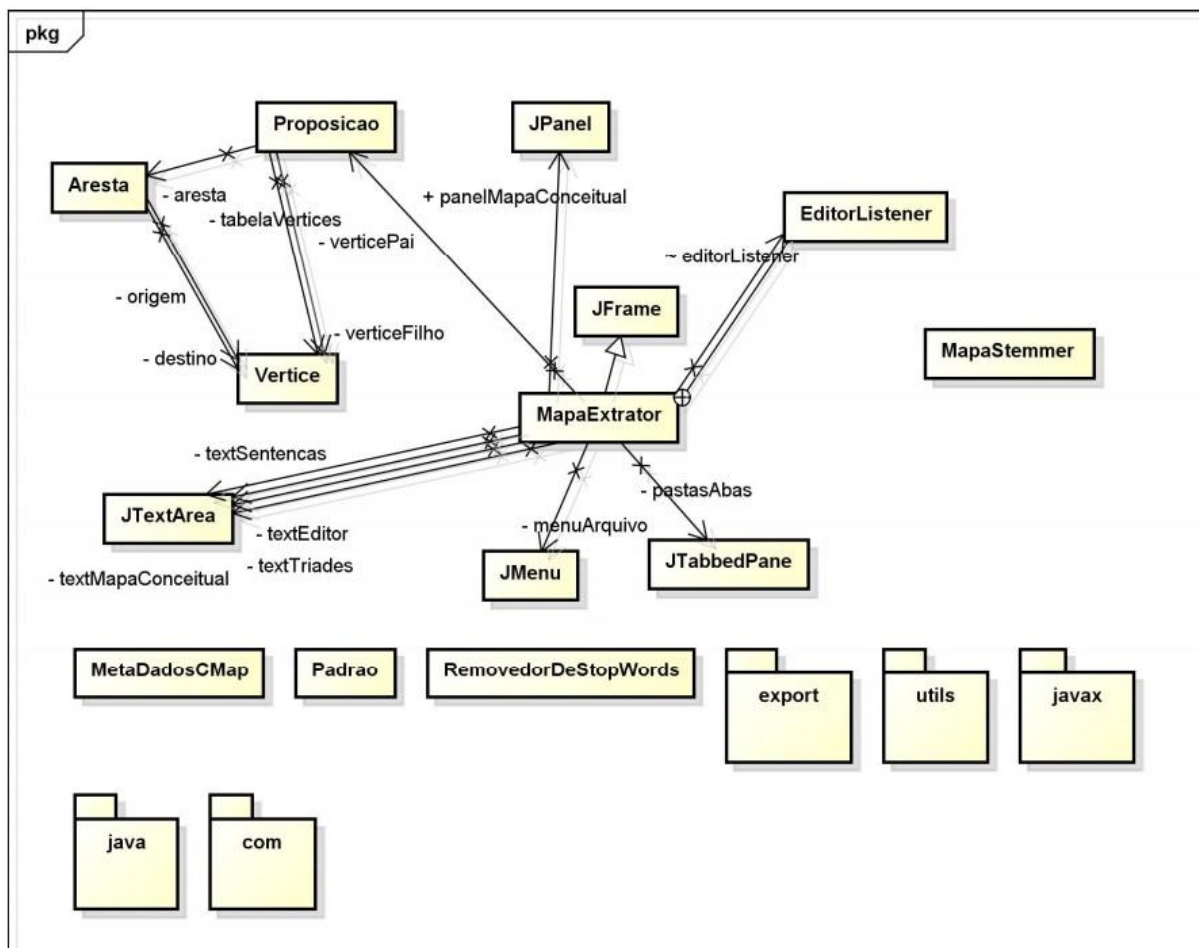 pkg
Proposicao
JPanel
Aresta
- aresta
+ panelMapaConceitual
EditorListener
- tabelaVertices
- verticePai
~ editorListener
- origem
JFrame
- verticeFilho
- destino
MapaStemmer
Vertice
MapaExtrator
- textSentencas
- pastasAbas
JTextArea
- textEditor
- menuArquivo
- textTriades
- textMapaConceitual
JMenu
JTabbedPane
MetaDadosCMap
Padrao
RemovedorDeStopWords
export
utils
javax
java
com